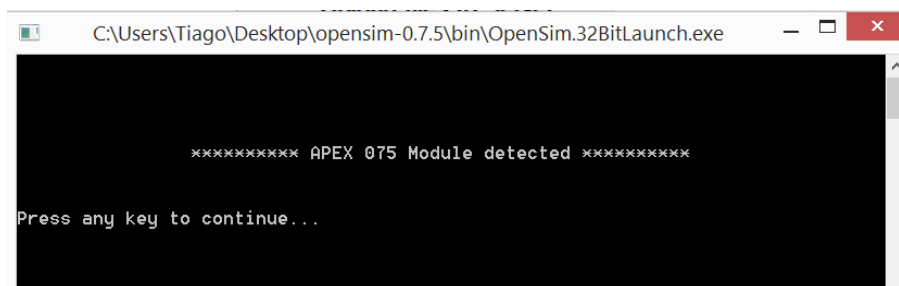 C:\Users\Tiago\Desktop\opensim-0.7.5\bin\OpenSim.32BitLaunch.exe
********** APEX 075 Module detected **********
Press any key to continue...